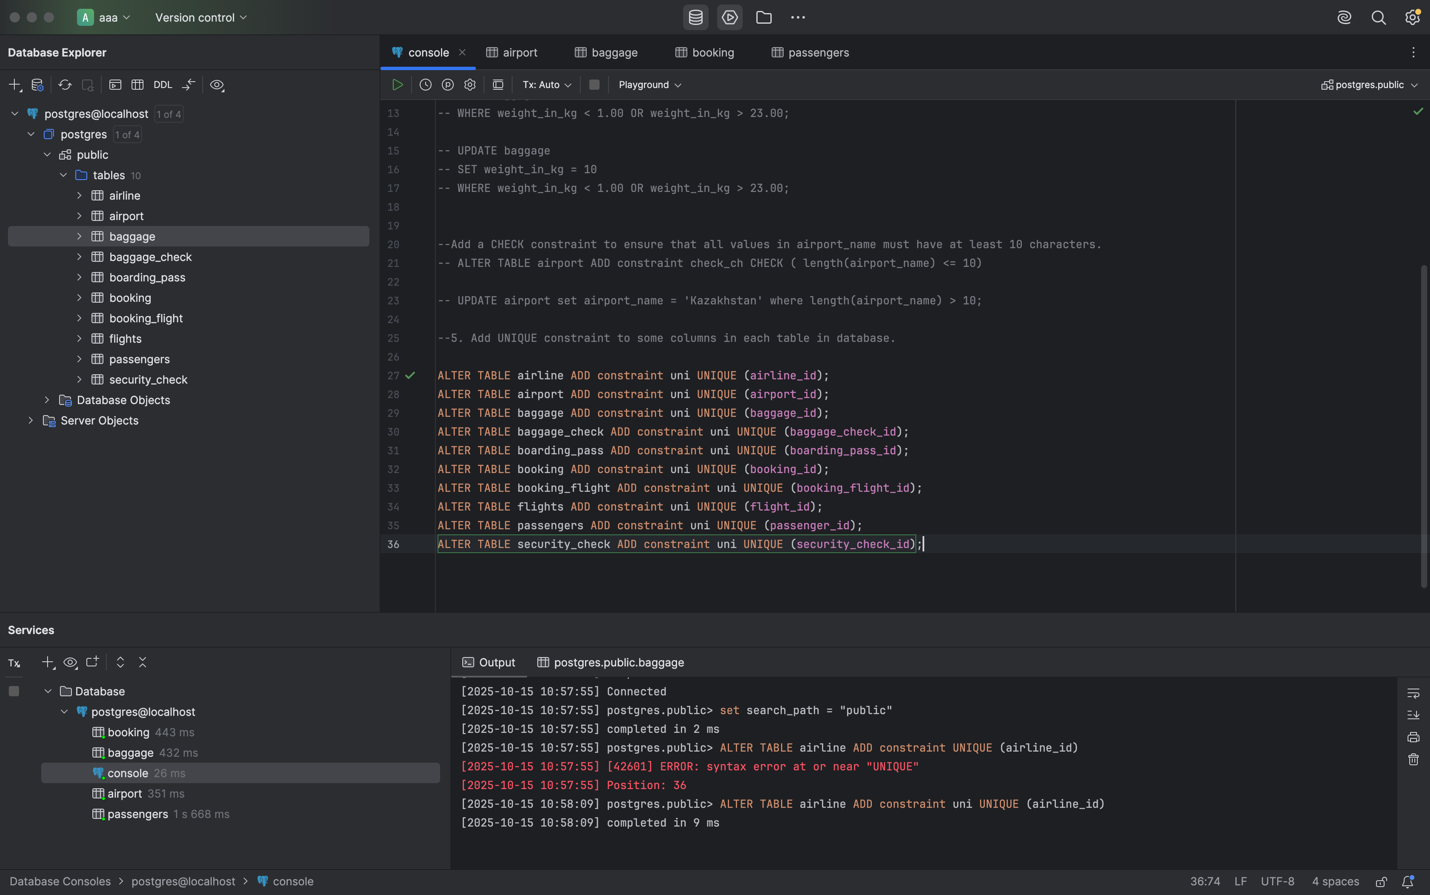 A aaa Version control
Database Explorer
console airport baggage booking passengers
DDL
Tx: Auto Playground postgres.public
postgres@localhost 1 of 4
postgres 1 of 4
public
tables 10
airline
airport
baggage
baggage_check
boarding_pass
booking
booking_flight
flights
passengers
security_check
Database Objects
Server Objects
13 -- WHERE weight_in_kg < 1.00 OR weight_in_kg > 23.00;
14
15 -- UPDATE baggage
16 -- SET weight_in_kg = 10
17 -- WHERE weight_in_kg < 1.00 OR weight_in_kg > 23.00;
18
19
20 --Add a CHECK constraint to ensure that all values in airport_name must have at least 10 characters.
21 -- ALTER TABLE airport ADD constraint check_ch CHECK ( length(airport_name) <= 10)
22
23 -- UPDATE airport set airport_name = 'Kazakhstan' where length(airport_name) > 10;
24
25 --5. Add UNIQUE constraint to some columns in each table in database.
26
27 ALTER TABLE airline ADD constraint uni UNIQUE (airline_id);
28 ALTER TABLE airport ADD constraint uni UNIQUE (airport_id);
29 ALTER TABLE baggage ADD constraint uni UNIQUE (baggage_id);
30 ALTER TABLE baggage_check ADD constraint uni UNIQUE (baggage_check_id);
31 ALTER TABLE boarding_pass ADD constraint uni UNIQUE (boarding_pass_id);
32 ALTER TABLE booking ADD constraint uni UNIQUE (booking_id);
33 ALTER TABLE booking_flight ADD constraint uni UNIQUE (booking_flight_id);
34 ALTER TABLE flights ADD constraint uni UNIQUE (flight_id);
35 ALTER TABLE passengers ADD constraint uni UNIQUE (passenger_id);
36 ALTER TABLE security_check ADD constraint uni UNIQUE (security_check_id);
Services
Tx
Database
postgres@localhost
booking 443 ms
baggage 432 ms
console 26 ms
airport 351 ms
passengers 1 s 668 ms
Output postgres.public.baggage
[2025-10-15 10:57:55] Connected
[2025-10-15 10:57:55] postgres.public> set search_path = "public"
[2025-10-15 10:57:55] completed in 2 ms
[2025-10-15 10:57:55] postgres.public> ALTER TABLE airline ADD constraint UNIQUE (airline_id)
[2025-10-15 10:57:55] [42601] ERROR: syntax error at or near "UNIQUE"
[2025-10-15 10:57:55] Position: 36
[2025-10-15 10:58:09] postgres.public> ALTER TABLE airline ADD constraint uni UNIQUE (airline_id)
[2025-10-15 10:58:09] completed in 9 ms
Database Consoles > postgres@localhost > console
36:74 LF UTF-8 4 spaces